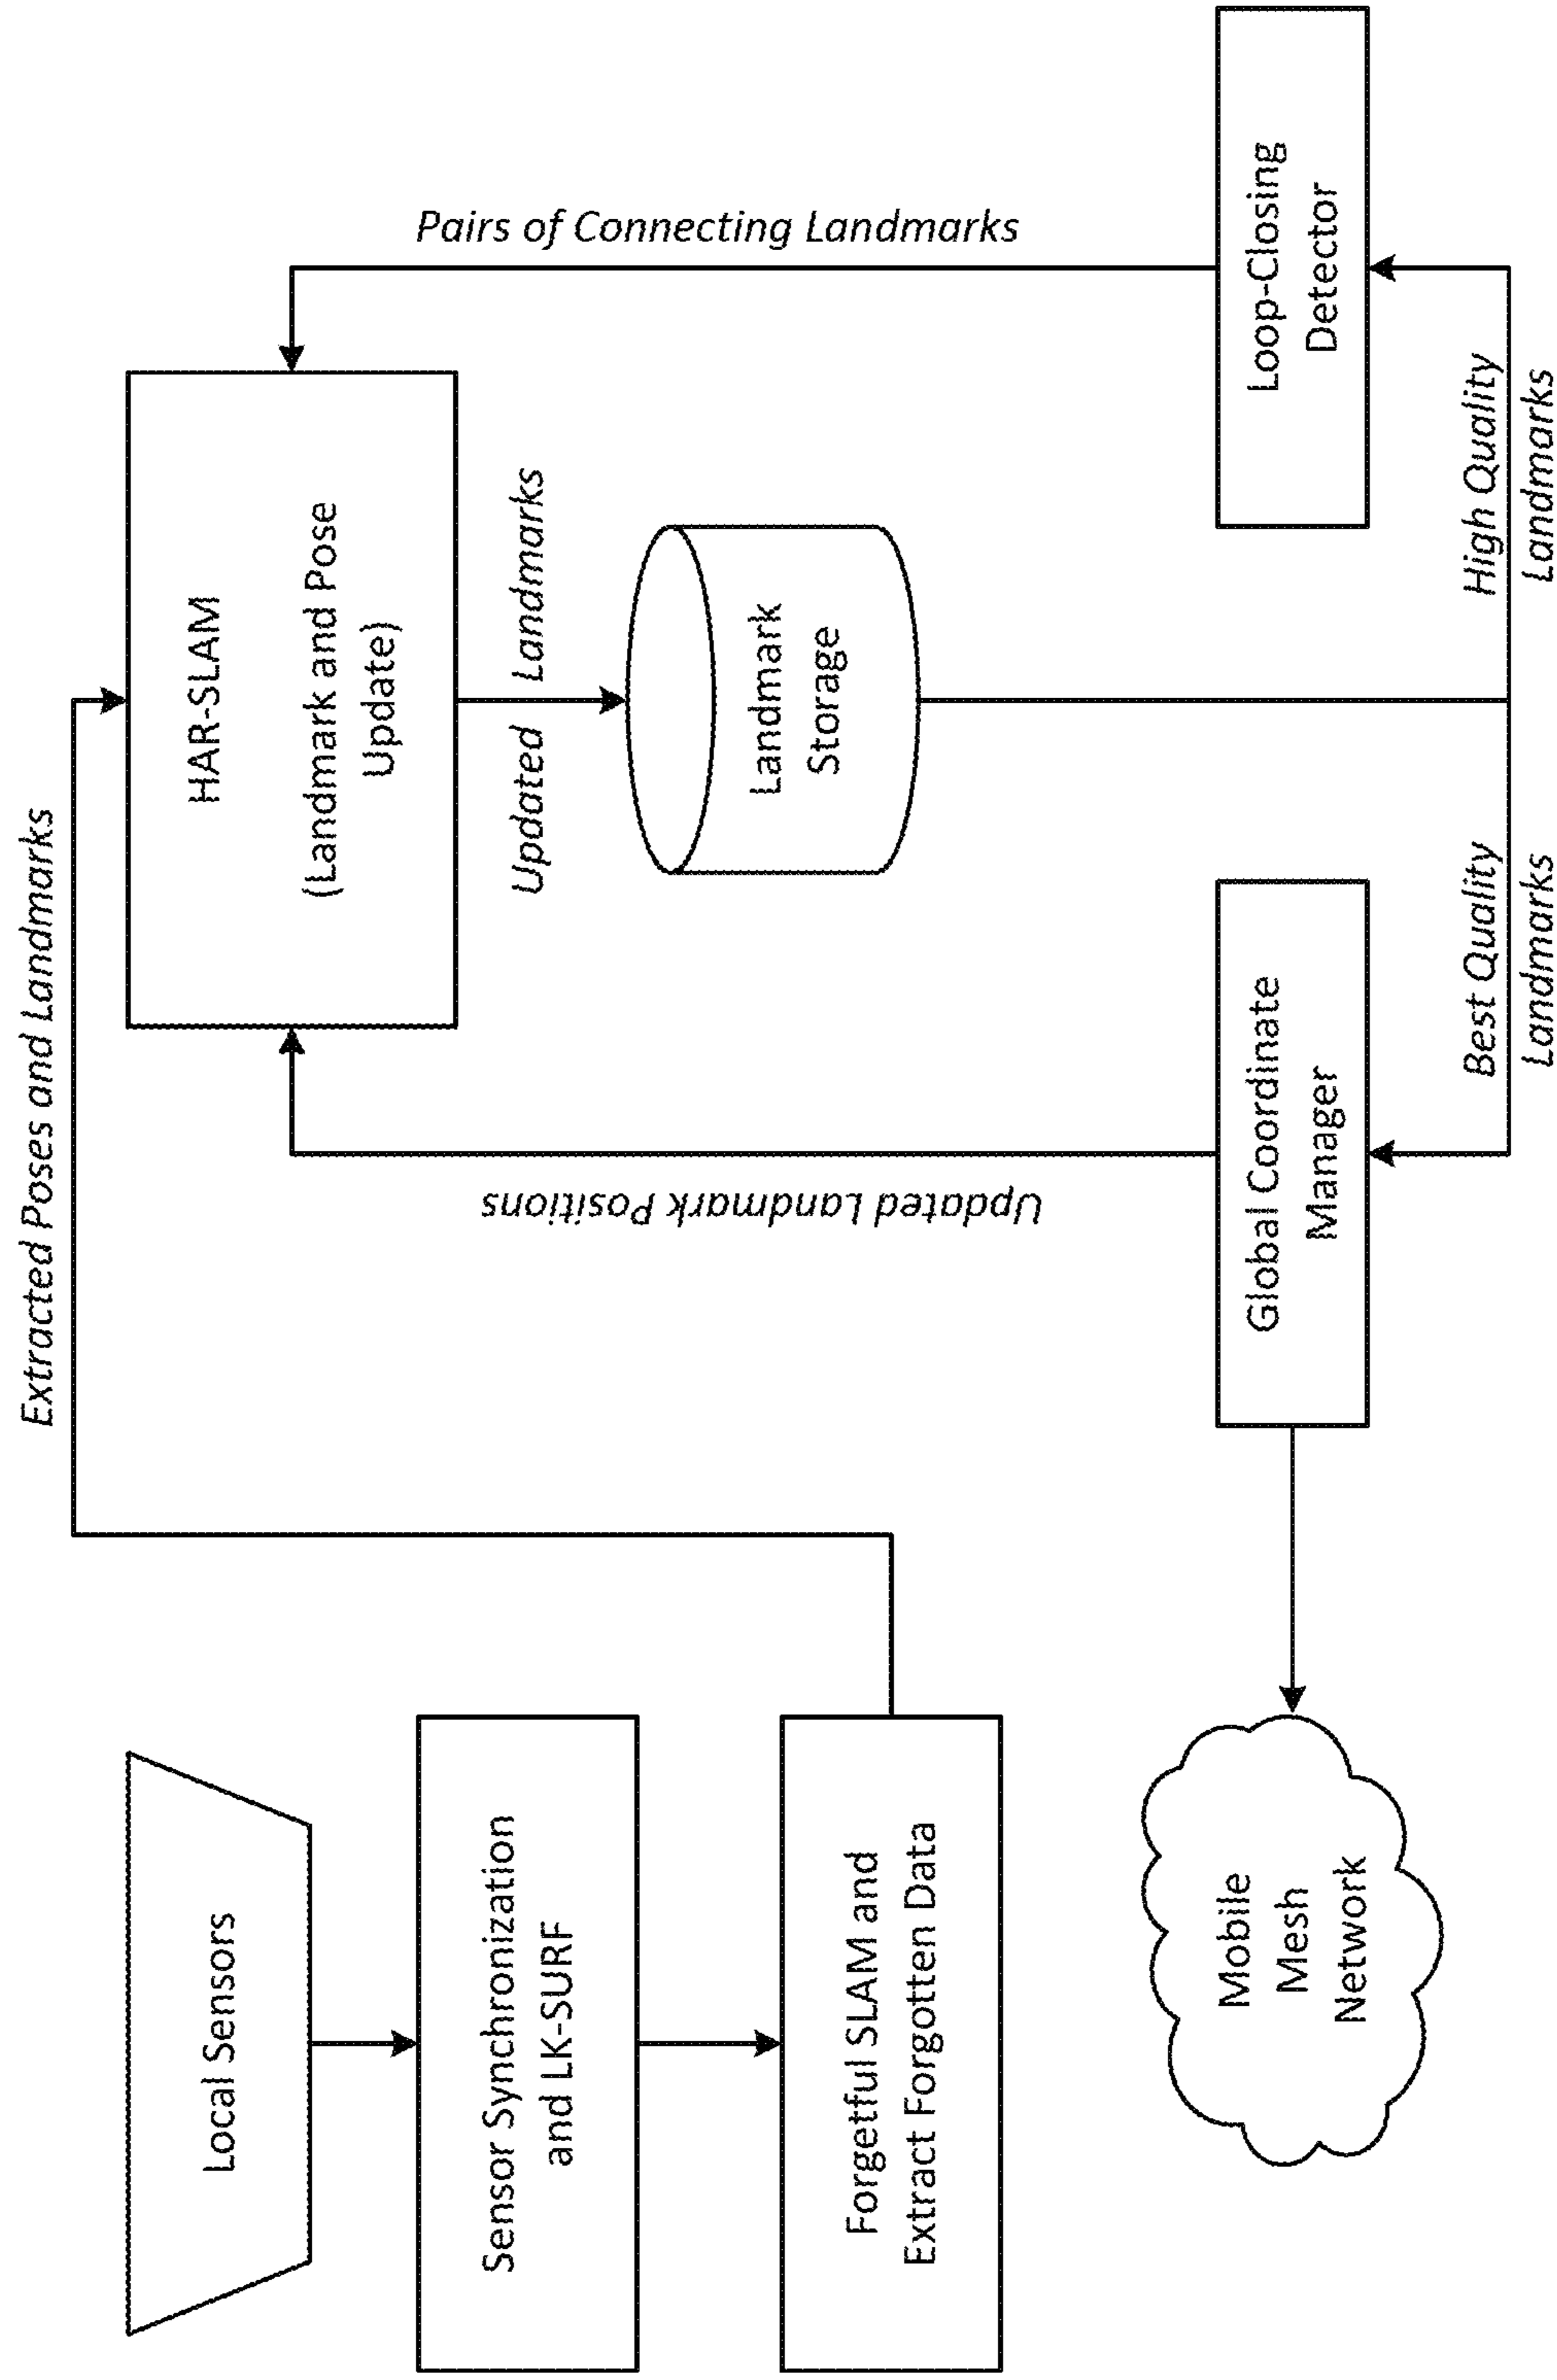 Local Sensors
Sensor Synchronization
and LK-SURF
Forgetful SLAM and
Extract Forgotten Data
Extracted Poses and Landmarks
HAR-SLAM
(Landmark and Pose
Update)
Updated Landmarks
Landmark
Storage
Pairs of Connecting Landmarks
Updated Landmark Positions
Loop-Closing
Detector
High Quality
Landmarks
Global Coordinate
Manager
Best Quality
Landmarks
Mobile
Mesh
Network